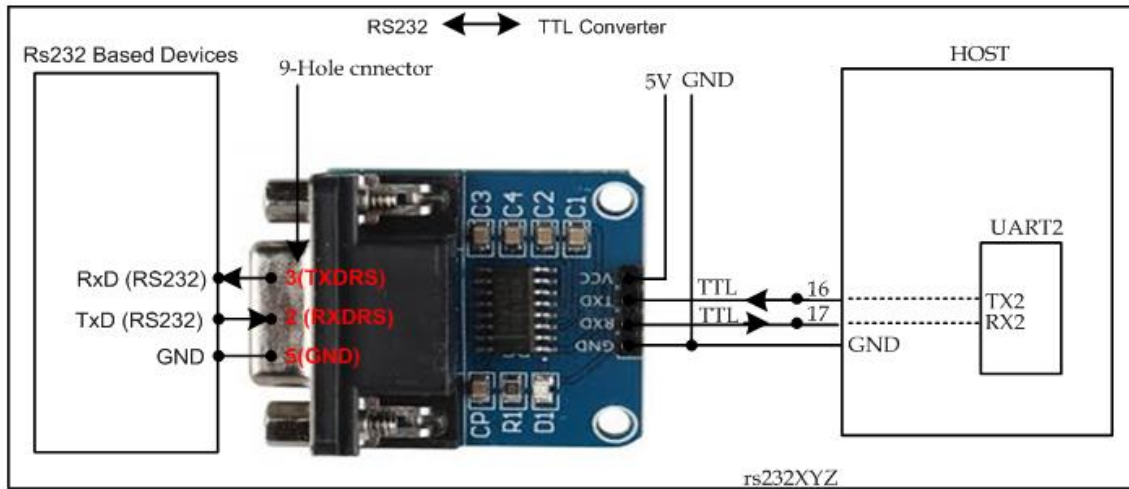 RS232 TTL Converter
Rs232 Based Devices
9-Hole cnnector
5V GND
HOST
C3
C4
C2
C1
UART2
RxD (RS232)
3(TXDRS)
VCC
TTL
16
TXD
TX2
TxD (RS232)
2 (RXDRS)
RXD
TTL
17
RX2
GND
5(GND)
GND
GND
CP
R1
D1
rs232XYZ